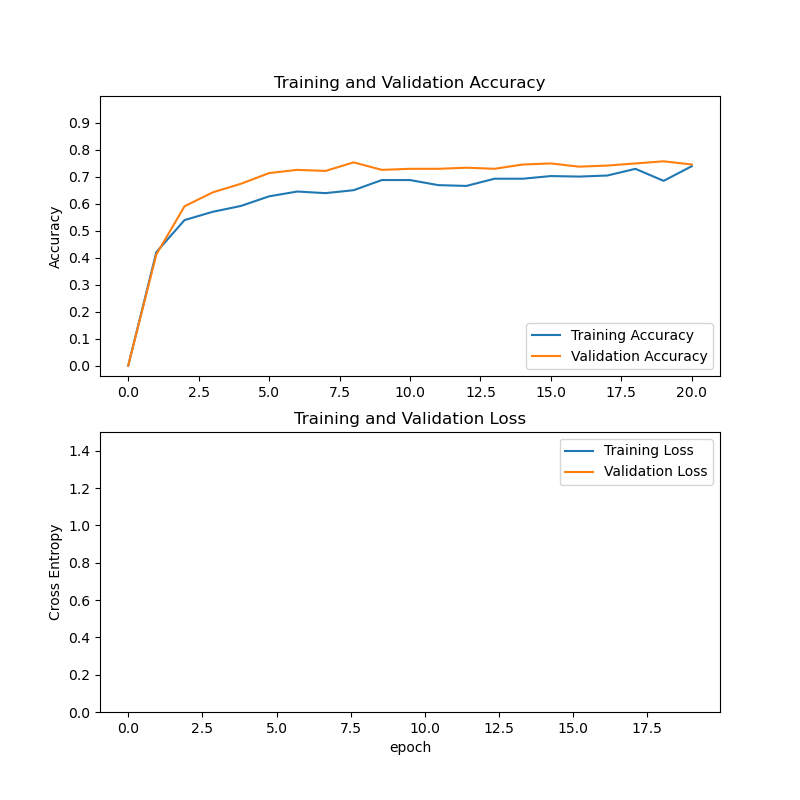 Training and Validation Accuracy
Accuracy
0.9
0.8
0.7
0.6
0.5
0.4
0.3
0.2
0.1
0.0
Training Accuracy
Validation Accuracy
0.0 2.5 5.0 7.5 10.0 12.5 15.0 17.5 20.0
Training and Validation Loss
Cross Entropy
1.4
1.2
1.0
0.8
0.6
0.4
0.2
0.0
Training Loss
Validation Loss
0.0 2.5 5.0 7.5 10.0 12.5 15.0 17.5
epoch